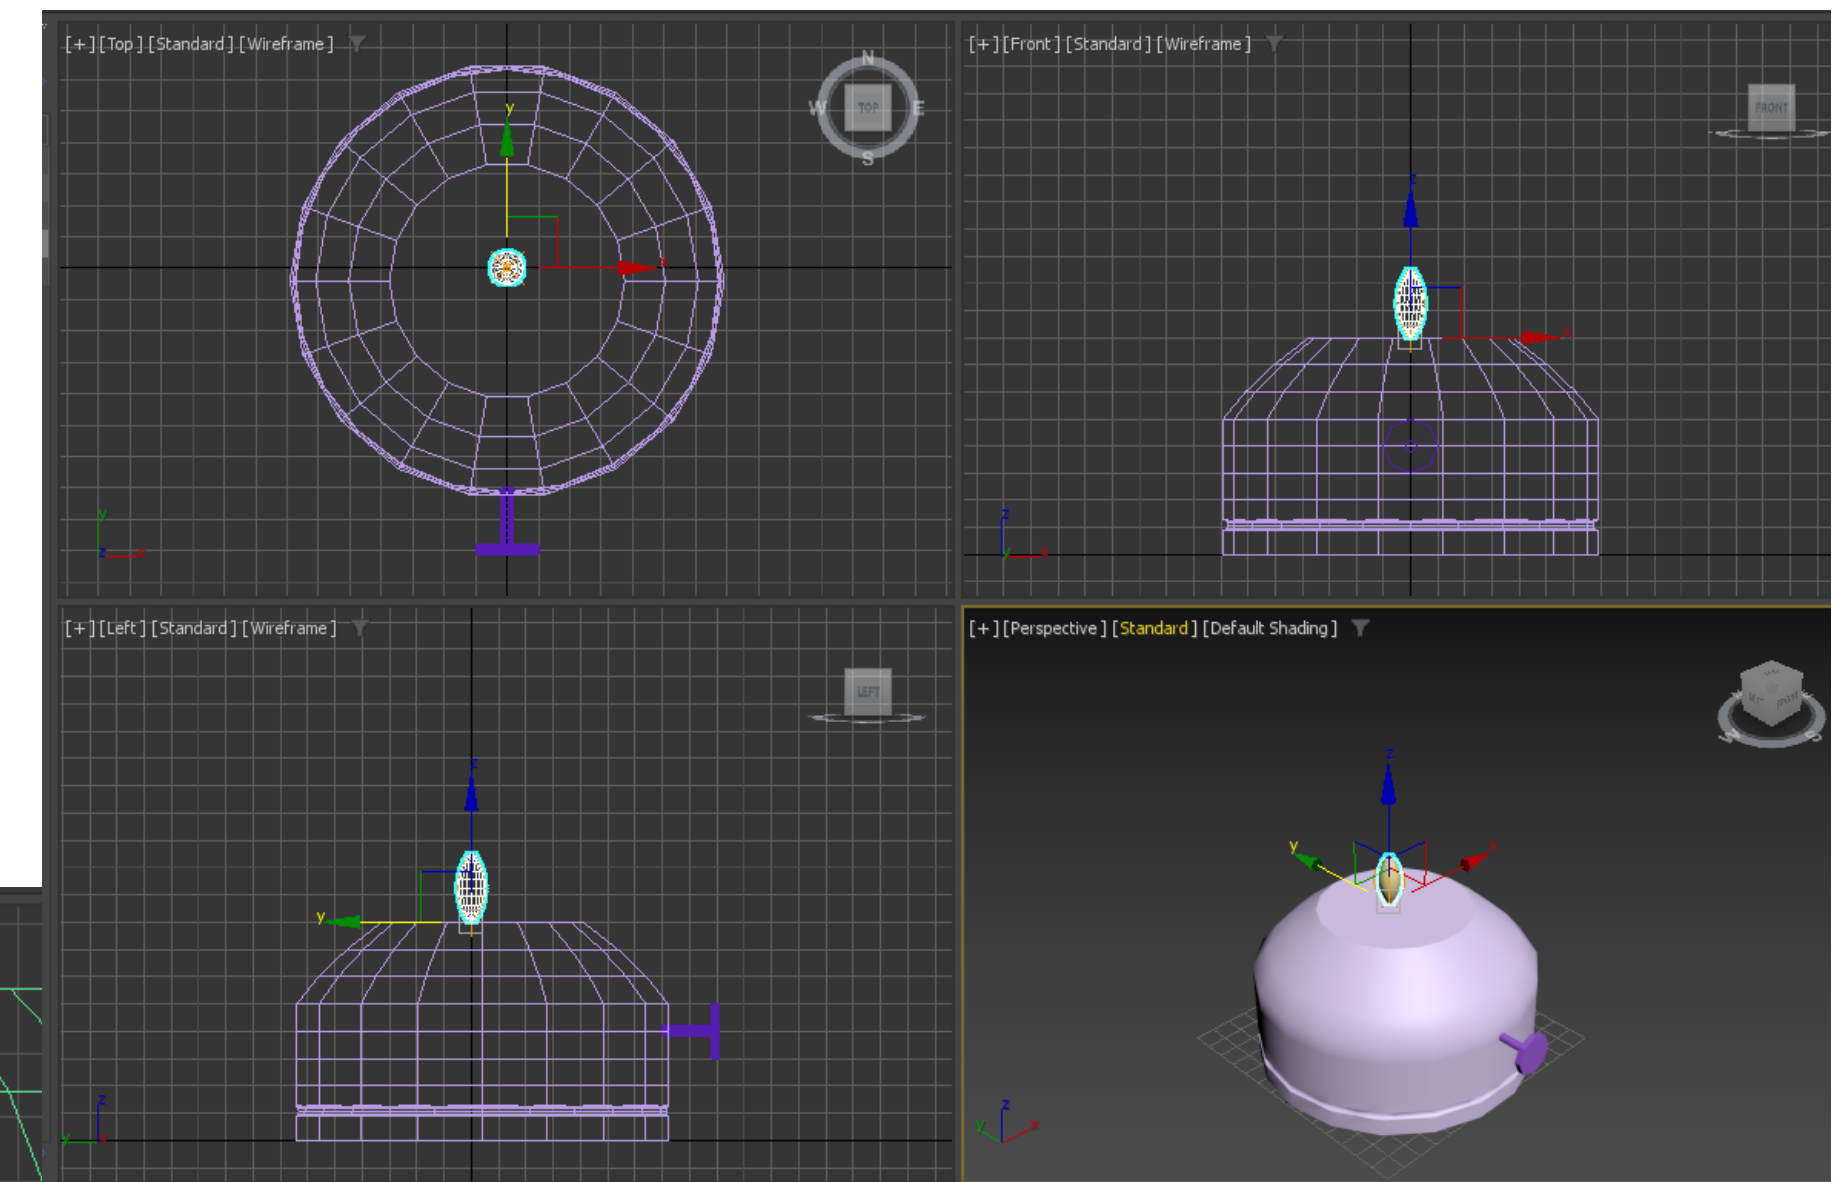 [+] [Top] [Standard] [Wireframe]
N
W TOP E
S
y
x
y
z x
[+] [Front] [Standard] [Wireframe]
FRONT
z
x
z
y x
[+] [Left] [Standard] [Wireframe]
LEFT
z
y
z
y x
[+] [Perspective] [Standard] [Default Shading]
z
y x
z
y x
S